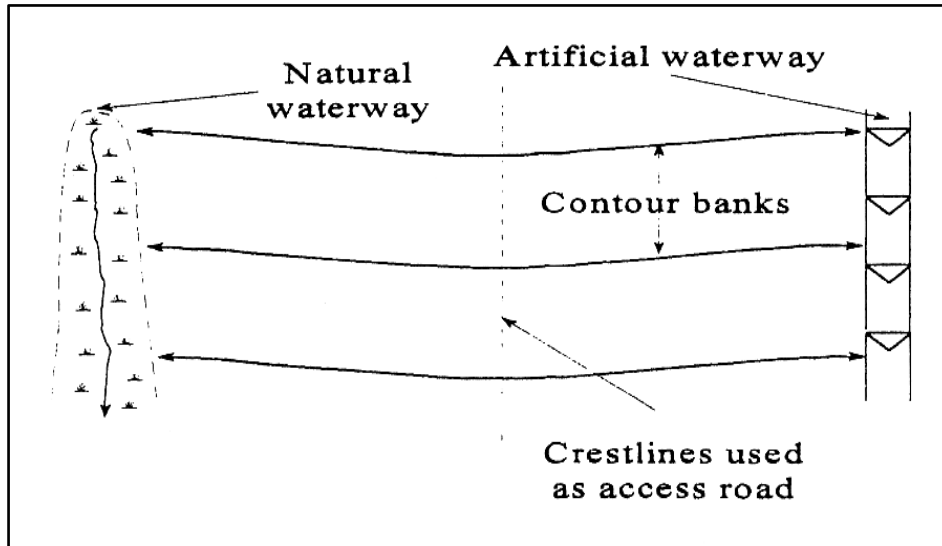 Natural
waterway
Artificial waterway
Contour banks
Crestlines used
as access road